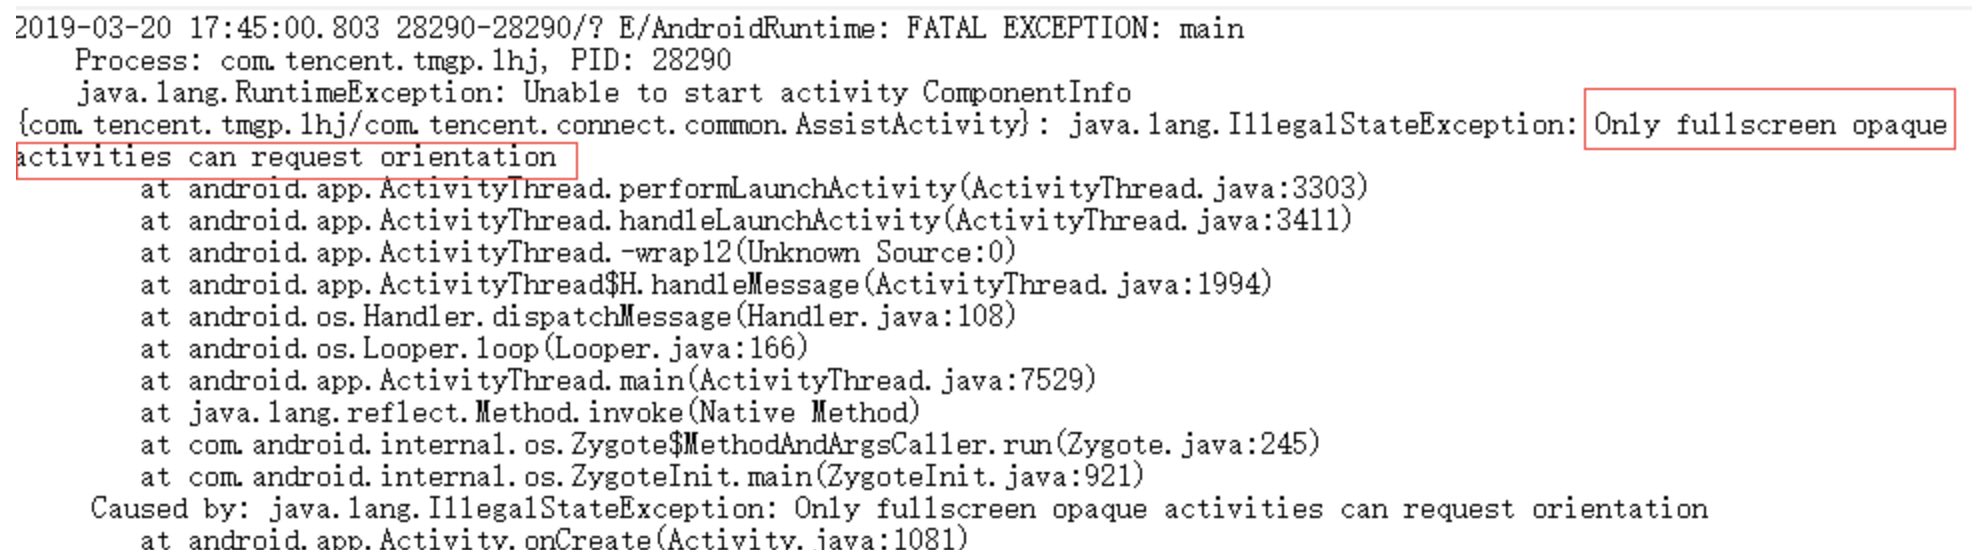 2019-03-20 17:45:00.803 28290-28290/? E/AndroidRuntime: FATAL EXCEPTION: main
Process: com.tencent.tmgp.lhj, PID: 28290
java.lang.RuntimeException: Unable to start activity ComponentInfo
{com.tencent.tmgp.lhj/com.tencent.connect.common.AssistActivity}: java.lang.IllegalStateException: Only fullscreen opaque
activities can request orientation
at android.app.ActivityThread.performLaunchActivity(ActivityThread.java:3303)
at android.app.ActivityThread.handleLaunchActivity(ActivityThread.java:3411)
at android.app.ActivityThread.-wrap12(Unknown Source:0)
at android.app.ActivityThread$H.handleMessage(ActivityThread.java:1994)
at android.os.Handler.dispatchMessage(Handler.java:108)
at android.os.Looper.loop(Looper.java:166)
at android.app.ActivityThread.main(ActivityThread.java:7529)
at java.lang.reflect.Method.invoke(Native Method)
at com.android.internal.os.Zygote$MethodAndArgsCaller.run(Zygote.java:245)
at com.android.internal.os.ZygoteInit.main(ZygoteInit.java:921)
Caused by: java.lang.IllegalStateException: Only fullscreen opaque activities can request orientation
at android.app.Activity.onCreate(Activity.java:1081)